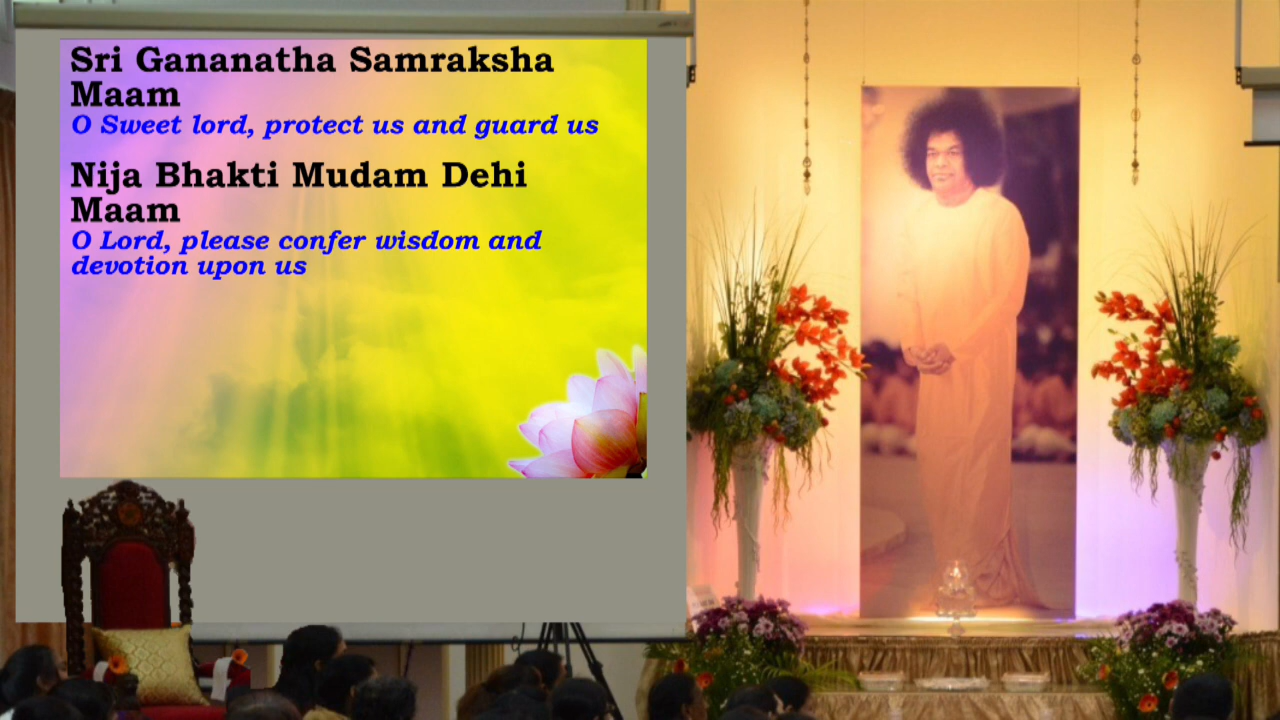 Sri Gananatha Samraksha
Maam
O Sweet lord, protect us and guard us
Nija Bhakti Mudam Dehi
Maam
O Lord, please confer wisdom and
devotion upon us